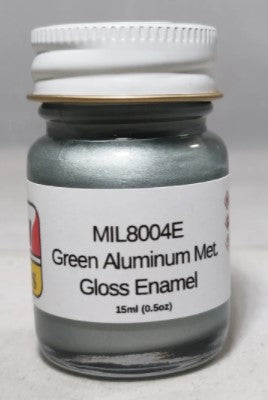 MIL8004E
Green Aluminum Met.
Gloss Enamel
15ml (0.5oz)